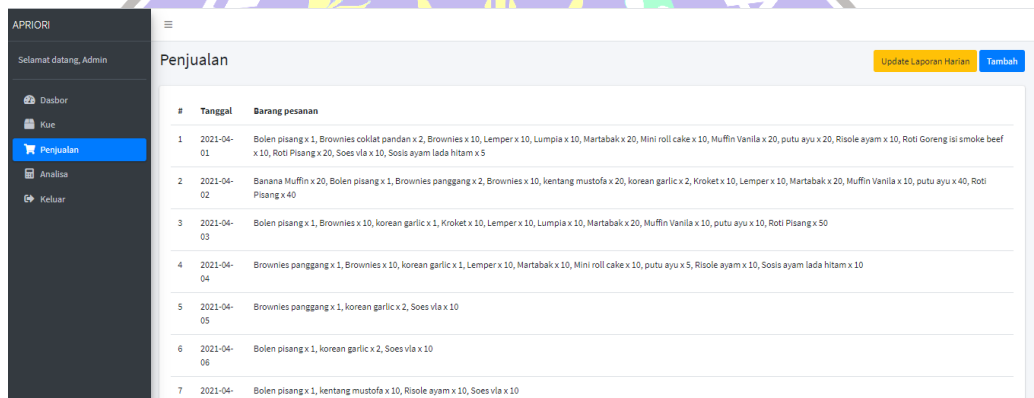 APRIORI
Selamat datang, Admin
Dasbor
Kue
Penjualan
Analisa
Keluar
Penjualan
Update Laporan Harian
Tambah
# Tanggal Barang pesanan
1 2021-04-01 Bolen pisang x 1, Brownies coklat pandan x 2, Brownies x 10, Lemper x 10, Lumpia x 10, Martabak x 20, Mini roll cake x 10, Muffin Vanila x 20, putu ayu x 20, Risole ayam x 10, Roti Goreng isi smoke beef
x 10, Roti Pisang x 20, Soes vla x 10, Sosis ayam lada hitam x 5
2 2021-04-02 Banana Muffin x 20, Bolen pisang x 1, Brownies panggang x 2, Brownies x 10, kentang mustofa x 20, korean garlic x 2, Kroket x 10, Lemper x 10, Martabak x 20, Muffin Vanila x 10, putu ayu x 40, Roti
Pisang x 40
3 2021-04-03 Bolen pisang x 1, Brownies x 10, korean garlic x 1, Kroket x 10, Lemper x 10, Lumpia x 10, Martabak x 20, Muffin Vanila x 10, putu ayu x 10, Roti Pisang x 50
4 2021-04-04 Brownies panggang x 1, Brownies x 10, korean garlic x 1, Lemper x 10, Martabak x 10, Mini roll cake x 10, putu ayu x 5, Risole ayam x 10, Sosis ayam lada hitam x 10
5 2021-04-05 Brownies panggang x 1, korean garlic x 2, Soes vla x 10
6 2021-04-06 Bolen pisang x 1, korean garlic x 2, Soes vla x 10
7 2021-04- Bolen pisang x 1, kentang mustofa x 10, Risole ayam x 10, Soes vla x 10